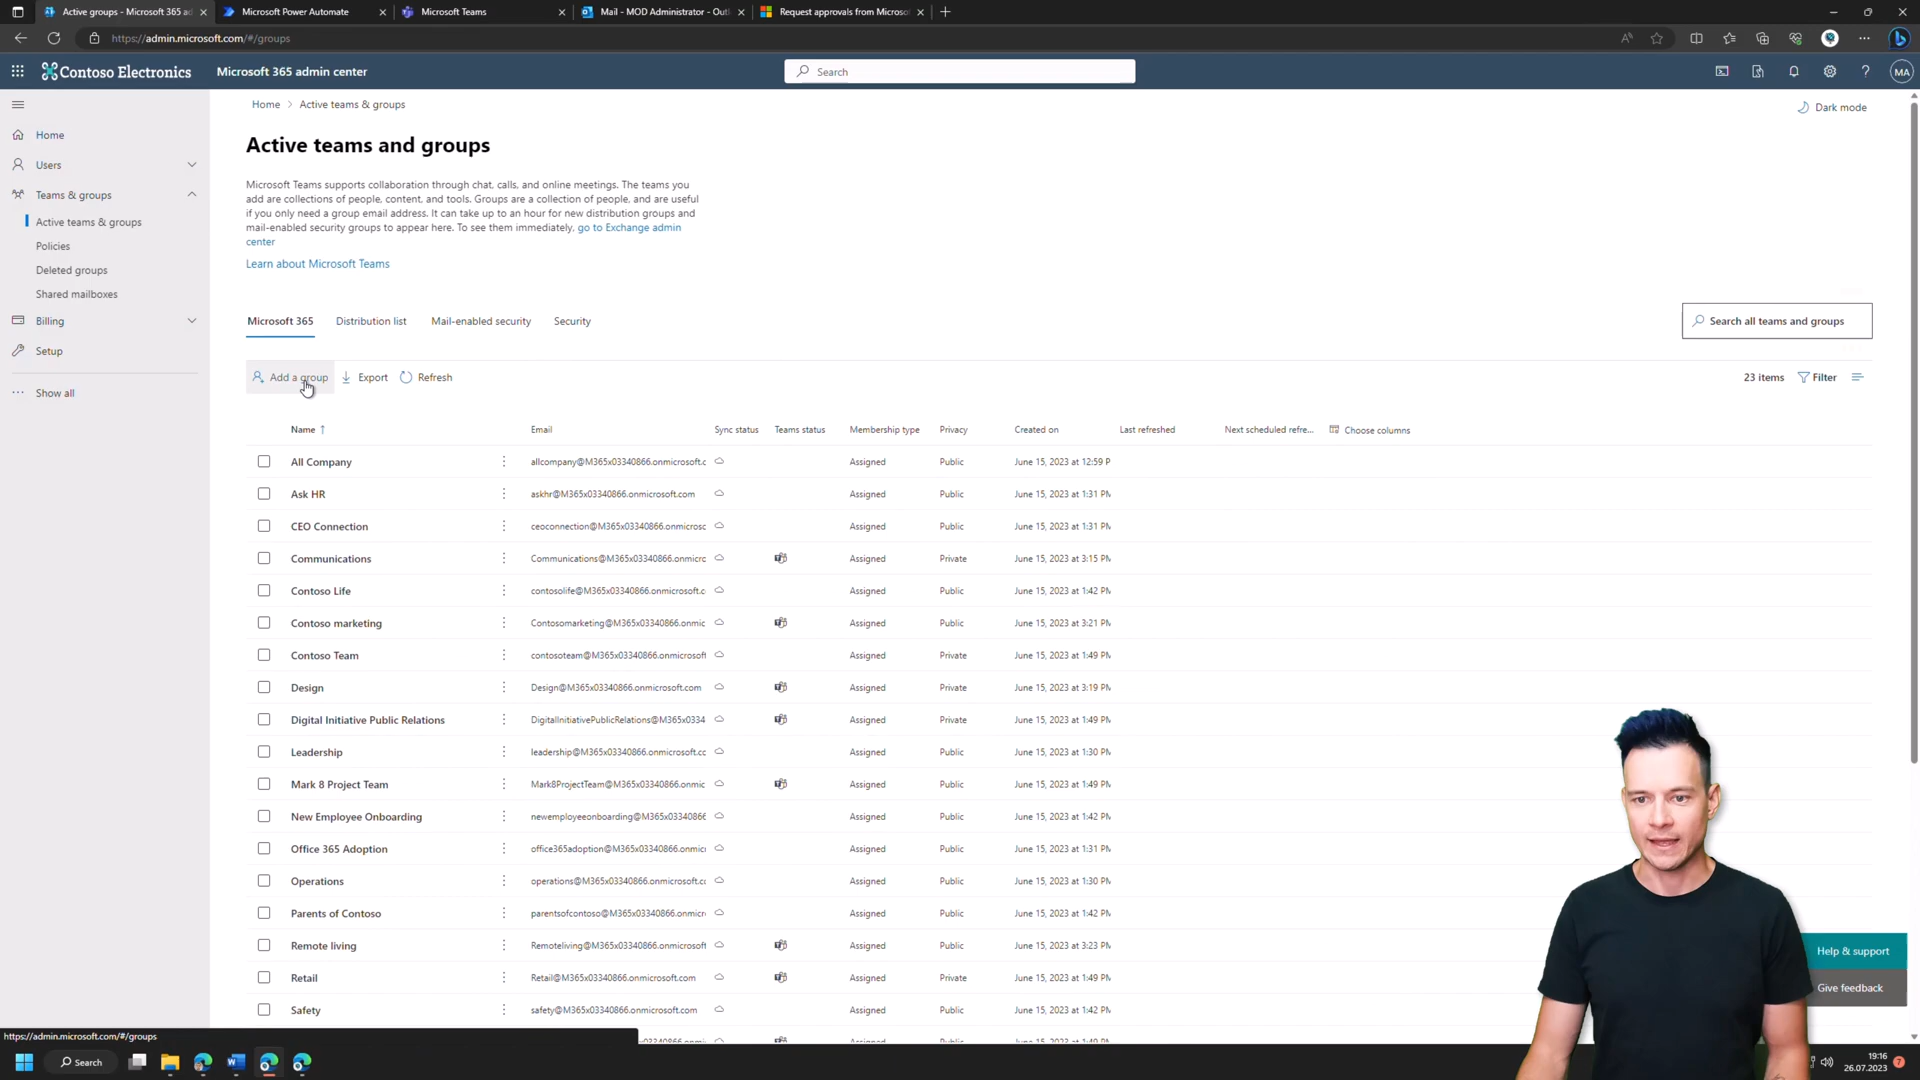 Active groups - Microsoft 365 ad
Microsoft Power Automate
Microsoft Teams
Mail - MOD Administrator - Outl
Request approvals from Microso
https://admin.microsoft.com/#/groups
Contoso Electronics
Microsoft 365 admin center
Search
MA
Home
Users
Teams & groups
Active teams & groups
Policies
Deleted groups
Shared mailboxes
Billing
Setup
Show all
Home > Active teams & groups
Dark mode
Active teams and groups
Microsoft Teams supports collaboration through chat, calls, and online meetings. The teams you
add are collections of people, content, and tools. Groups are a collection of people, and are useful
if you only need a group email address. It can take up to an hour for new distribution groups and
mail-enabled security groups to appear here. To see them immediately, go to Exchange admin
center
Learn about Microsoft Teams
Microsoft 365 Distribution list Mail-enabled security Security
Search all teams and groups
Add a group Export Refresh
23 items Filter
Name ↑ Email Sync status Teams status Membership type Privacy Created on Last refreshed Next scheduled refre... Choose columns
All Company allcompany@M365x03340866.onmicrosoft.c Assigned Public June 15, 2023 at 12:59 P
Ask HR askhr@M365x03340866.onmicrosoft.com Assigned Public June 15, 2023 at 1:31 PM
CEO Connection ceoconnection@M365x03340866.onmicrosc Assigned Public June 15, 2023 at 1:31 PM
Communications Communications@M365x03340866.onmicrc Assigned Private June 15, 2023 at 3:15 PM
Contoso Life contosolife@M365x03340866.onmicrosoft.c Assigned Public June 15, 2023 at 1:42 PM
Contoso marketing Contosomarketing@M365x03340866.onmic Assigned Public June 15, 2023 at 3:21 PM
Contoso Team contosoteam@M365x03340866.onmicrosoft Assigned Private June 15, 2023 at 1:49 PM
Design Design@M365x03340866.onmicrosoft.com Assigned Private June 15, 2023 at 3:19 PM
Digital Initiative Public Relations DigitalInitiativePublicRelations@M365x0334 Assigned Private June 15, 2023 at 1:49 PM
Leadership leadership@M365x03340866.onmicrosoft.cc Assigned Public June 15, 2023 at 1:30 PM
Mark 8 Project Team Mark8ProjectTeam@M365x03340866.onmic Assigned Public June 15, 2023 at 1:49 PM
New Employee Onboarding newemployeeonboarding@M365x03340866 Assigned Public June 15, 2023 at 1:42 PM
Office 365 Adoption office365adoption@M365x03340866.onmicr Assigned Public June 15, 2023 at 1:31 PM
Operations operations@M365x03340866.onmicrosoft.cc Assigned Public June 15, 2023 at 1:30 PM
Parents of Contoso parentsofcontoso@M365x03340866.onmicr Assigned Public June 15, 2023 at 1:42 PM
Remote living Remoteliving@M365x03340866.onmicrosoft Assigned Public June 15, 2023 at 3:23 PM
Retail Retail@M365x03340866.onmicrosoft.com Assigned Private June 15, 2023 at 1:49 PM
Safety safety@M365x03340866.onmicrosoft.com Assigned Public June 15, 2023 at 1:42 PM
Help & support
Give feedback
https://admin.microsoft.com/#/groups
Search
19:16
26.07.2023
7